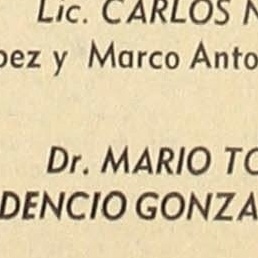 Lic. CARLOS
pez y Marco Anto
Dr. MARIO TO
DENCIO GONZA